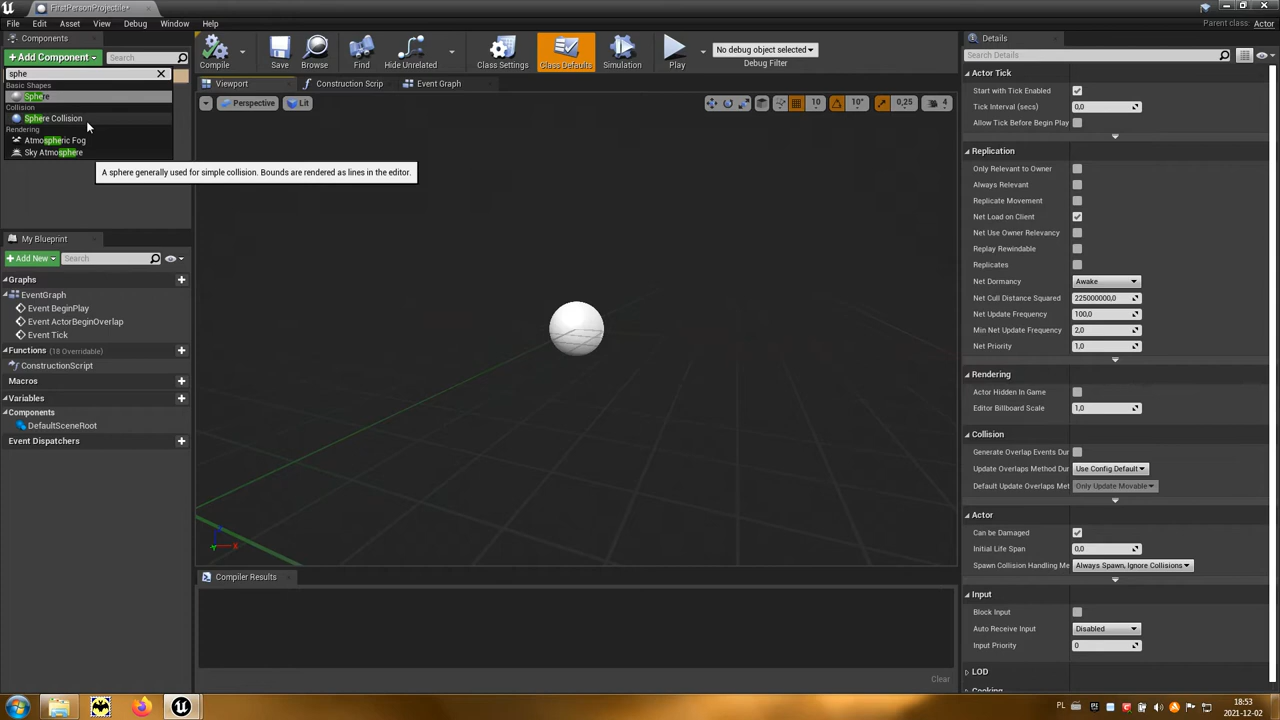 FirstPersonProjectile*
File Edit Asset View Debug Window Help
Parent class: Actor
Components
Add Component
Search
sphe
Basic Shapes
Sphere
Collision
Sphere Collision
Rendering
Atmospheric Fog
Sky Atmosphere
A sphere generally used for simple collision. Bounds are rendered as lines in the editor.
Compile
Save
Browse
Find
Hide Unrelated
Class Settings
Class Defaults
Simulation
Play
No debug object selected
Debug Filter
Viewport
Construction Scrip
Event Graph
Perspective
Lit
10
10°
0,25
4
My Blueprint
Add New
Search
Graphs
EventGraph
Event BeginPlay
Event ActorBeginOverlap
Event Tick
Functions (18 Overridable)
ConstructionScript
Macros
Variables
Components
DefaultSceneRoot
Event Dispatchers
Compiler Results
Clear
Details
Search Details
Actor Tick
Start with Tick Enabled
Tick Interval (secs) 0,0
Allow Tick Before Begin Play
Replication
Only Relevant to Owner
Always Relevant
Replicate Movement
Net Load on Client
Net Use Owner Relevancy
Replay Rewindable
Replicates
Net Dormancy Awake
Net Cull Distance Squared 225000000,0
Net Update Frequency 100,0
Min Net Update Frequency 2,0
Net Priority 1,0
Rendering
Actor Hidden In Game
Editor Billboard Scale 1,0
Collision
Generate Overlap Events Dur
Update Overlaps Method Du Use Config Default
Default Update Overlaps Met Only Update Movable
Actor
Can be Damaged
Initial Life Span 0,0
Spawn Collision Handling Me Always Spawn, Ignore Collisions
Input
Block Input
Auto Receive Input Disabled
Input Priority 0
LOD
Cooking
PL
18:53
2021-12-02